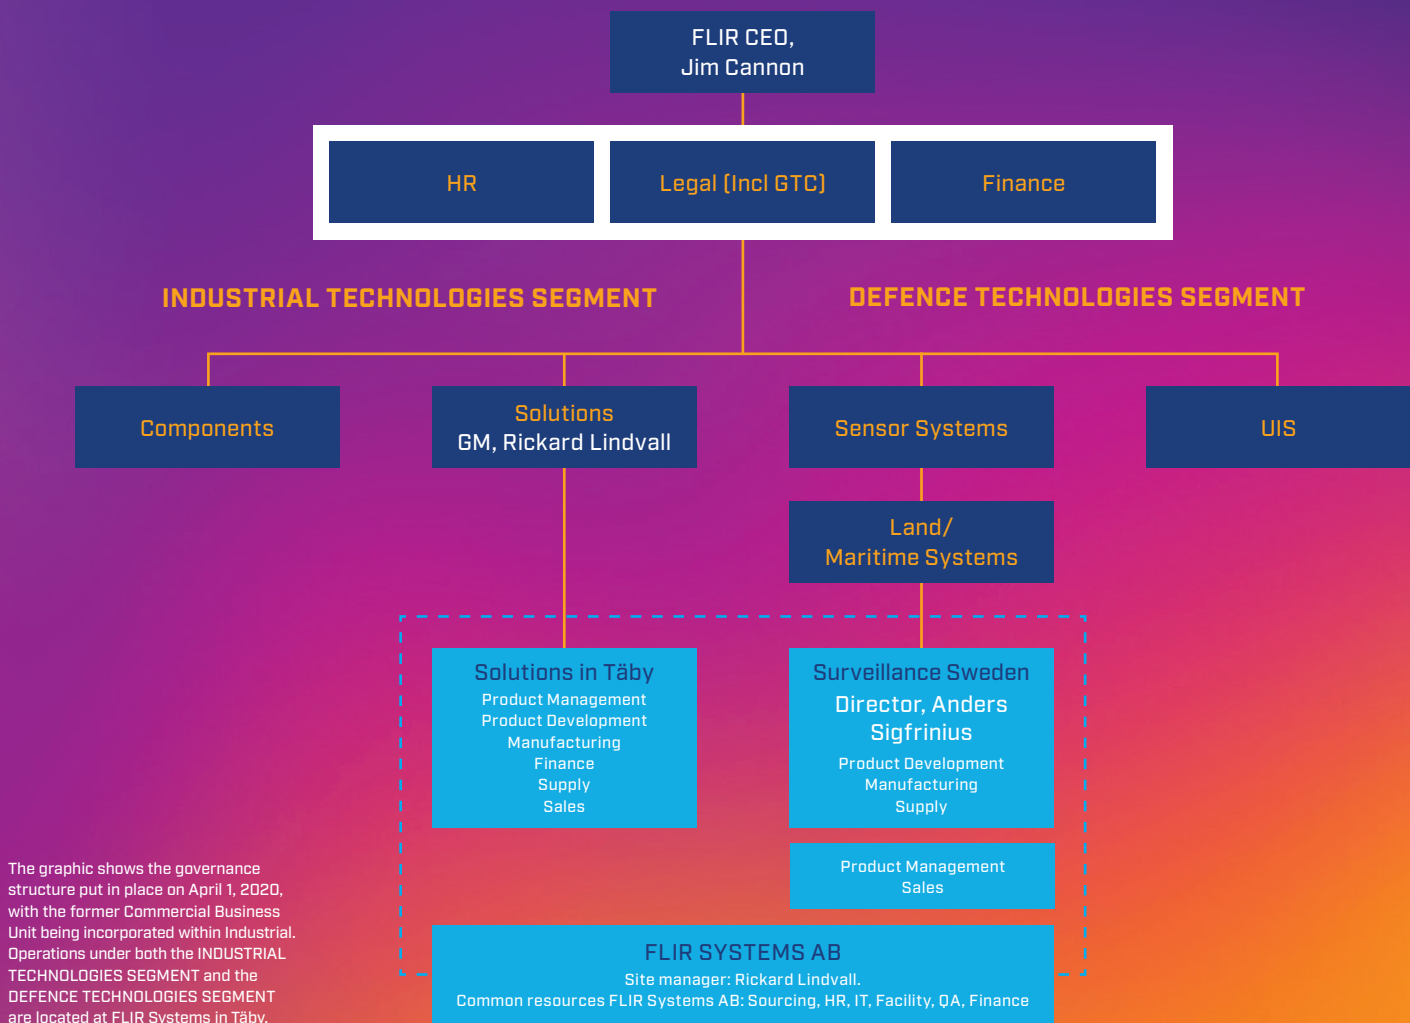 FLIR CEO,
Jim Cannon
HR
Legal (Incl GTC)
Finance
INDUSTRIAL TECHNOLOGIES SEGMENT
DEFENCE TECHNOLOGIES SEGMENT
Components
Solutions
GM, Rickard Lindvall
Sensor Systems
UIS
Land/
Maritime Systems
Solutions in Täby
Product Management
Product Development
Manufacturing
Finance
Supply
Sales
Surveillance Sweden
Director, Anders
Sigfrinius
Product Development
Manufacturing
Supply
Product Management
Sales
FLIR SYSTEMS AB
Site manager: Rickard Lindvall.
Common resources FLIR Systems AB: Sourcing, HR, IT, Facility, QA, Finance
The graphic shows the governance
structure put in place on April 1, 2020,
with the former Commercial Business
Unit being incorporated within Industrial.
Operations under both the INDUSTRIAL
TECHNOLOGIES SEGMENT and the
DEFENCE TECHNOLOGIES SEGMENT
are located at FLIR Systems in Täby.